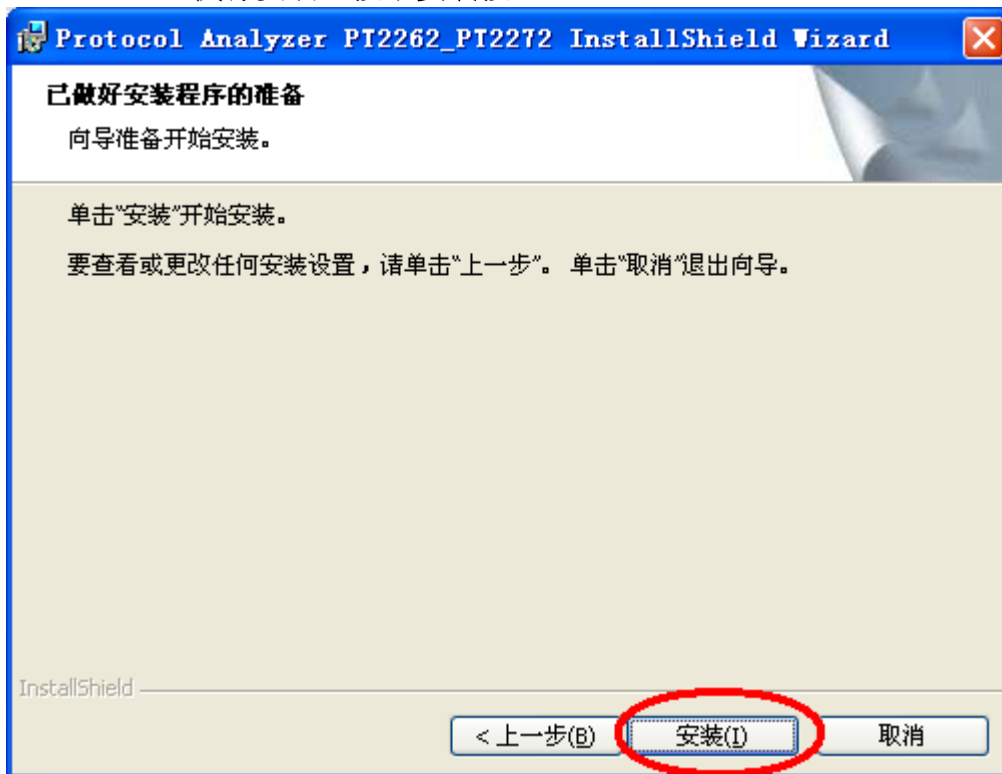 Protocol Analyzer PT2262_PT2272 InstallShield Wizard
已做好安装程序的准备
向导准备开始安装。
单击“安装”开始安装。
要查看或更改任何安装设置，请单击“上一步”。 单击“取消”退出向导。
InstallShield
< 上一步(B)
安装(I)
取消